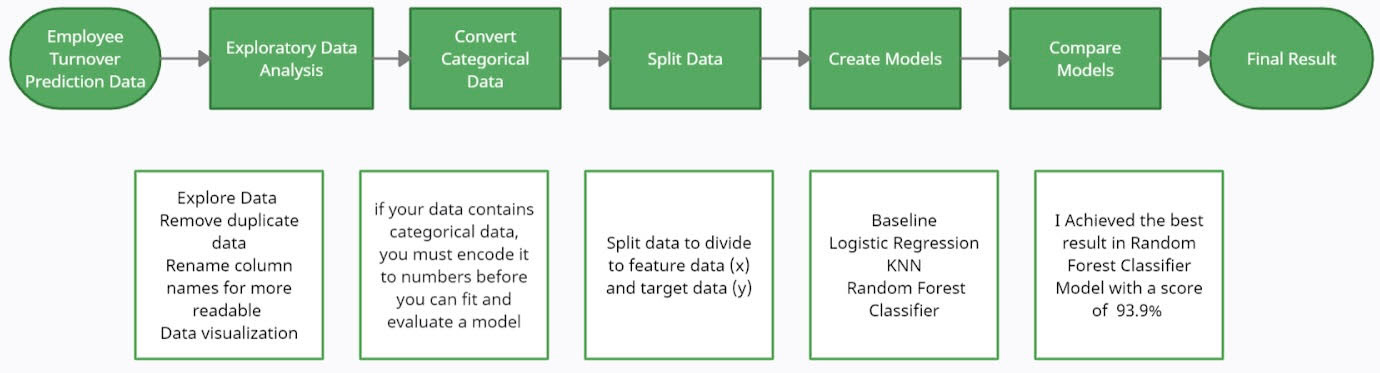 Employee
Turnover
Prediction Data
Exploratory Data
Analysis
Convert
Categorical
Data
Split Data
Create Models
Compare
Models
Final Result
Explore Data
Remove duplicate
data
Rename column
names for more
readable
Data visualization
if your data contains
categorical data,
you must encode it
to numbers before
you can fit and
evaluate a model
Split data to divide
to feature data (x)
and target data (y)
Baseline
Logistic Regression
KNN
Random Forest
Classifier
I Achieved the best
result in Random
Forest Classifier
Model with a score
of 93.9%